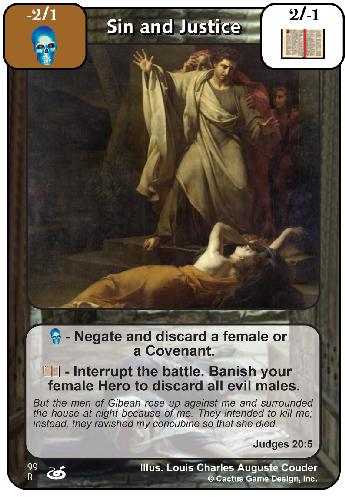 -2/1
Sin and Justice
2/-1
- Negate and discard a female or
a Covenant.
- Interrupt the battle. Banish your
female Hero to discard all evil males.
But the men of Gibeah rose up against me and surrounded
the house at night because of me. They intended to kill me;
instead, they ravished my concubine so that she died.
Judges 20:5
99
R
Illus. Louis Charles Auguste Couder
© Cactus Game Design, Inc.